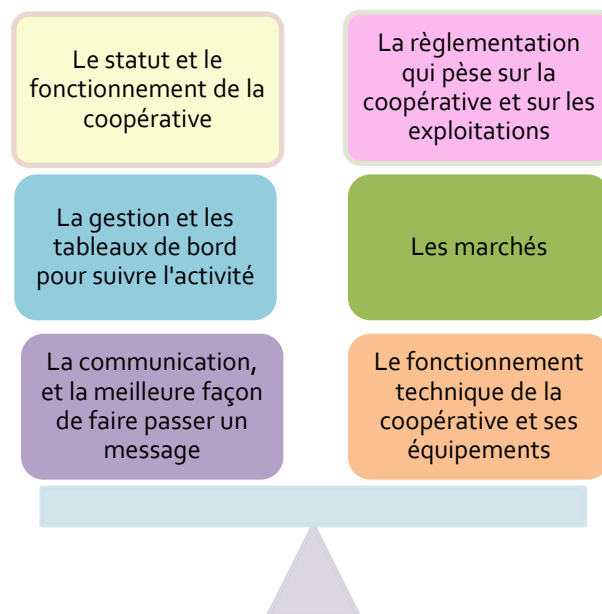 Le statut et le
fonctionnement de la
coopérative
La règlementation
qui pèse sur la
coopérative et sur les
exploitations
La gestion et les
tableaux de bord
pour suivre l'activité
Les marchés
La communication,
et la meilleure façon
de faire passer un
message
Le fonctionnement
technique de la
coopérative et ses
équipements